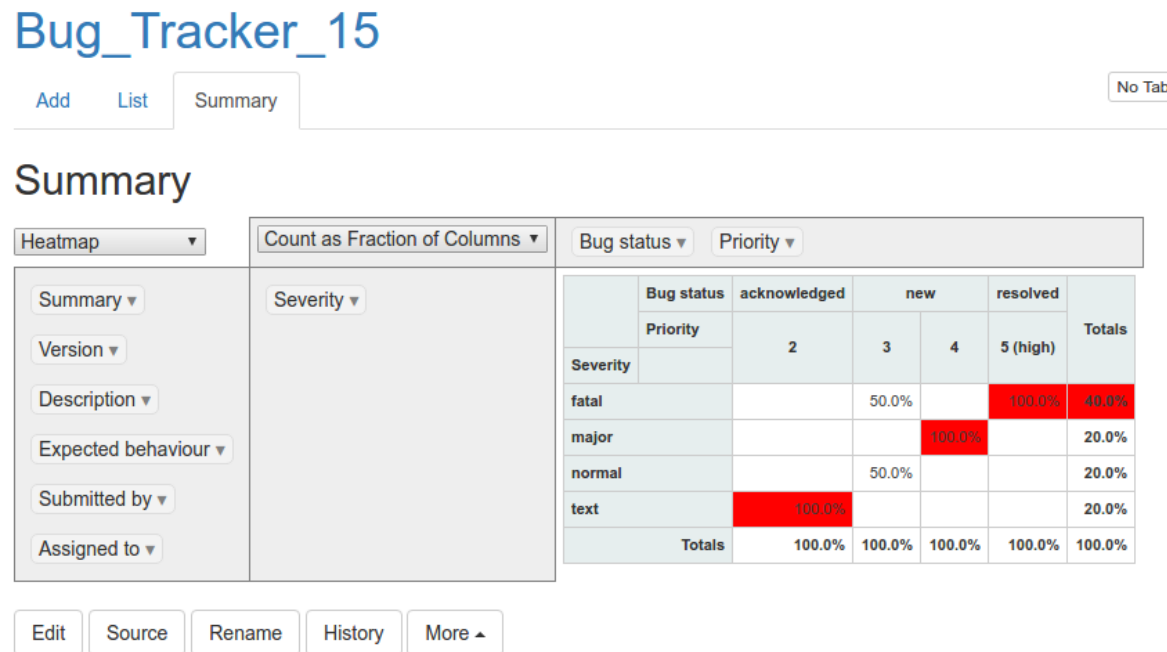 Bug_Tracker_15
Add List Summary
No Tab
Summary
Heatmap ▼ Count as Fraction of Columns ▼ Bug status ▾ Priority ▾
Summary ▾ Severity ▾
Version ▾
Description ▾
Expected behaviour ▾
Submitted by ▾
Assigned to ▾
Bug status acknowledged new resolved Totals
Priority 2 3 4 5 (high)
Severity
fatal 50.0% 100.0% 40.0%
major 100.0% 20.0%
normal 50.0% 20.0%
text 100.0% 20.0%
Totals 100.0% 100.0% 100.0% 100.0% 100.0%
Edit Source Rename History More ▴